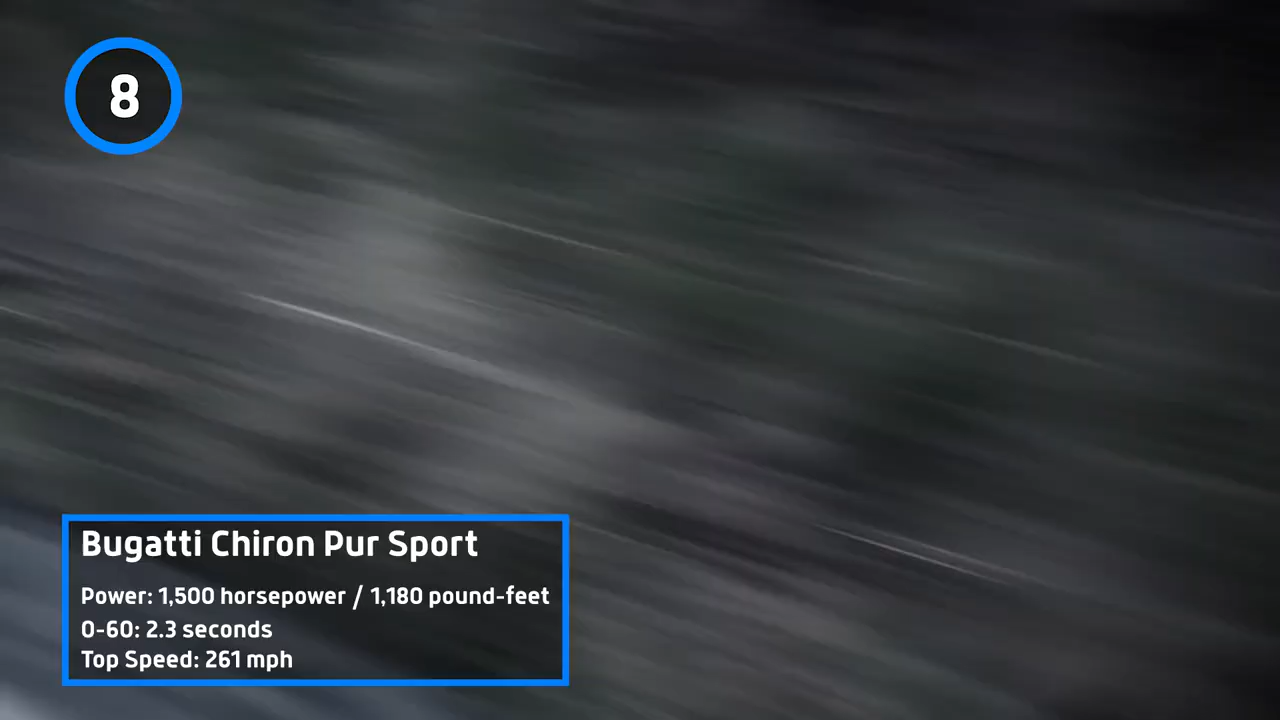 8
Bugatti Chiron Pur Sport
Power: 1,500 horsepower / 1,180 pound-feet
0-60: 2.3 seconds
Top Speed: 261 mph